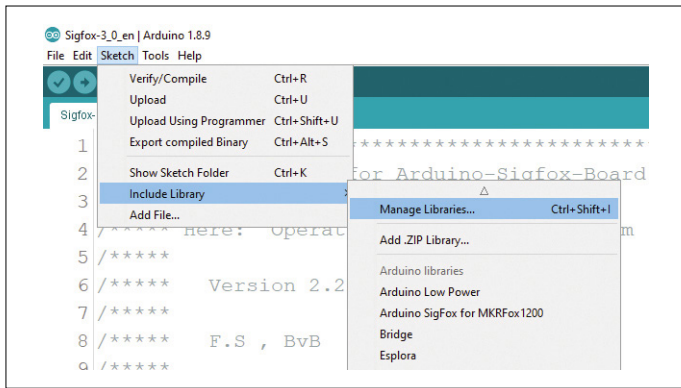 Sigfox-3_0_en | Arduino 1.8.9
File Edit Sketch Tools Help
Verify/Compile Ctrl+R
Upload Ctrl+U
Upload Using Programmer Ctrl+Shift+U
Export compiled Binary Ctrl+Alt+S
Show Sketch Folder Ctrl+K
Include Library
Add File...
Manage Libraries... Ctrl+Shift+I
Add .ZIP Library...
Arduino libraries
Arduino Low Power
Arduino SigFox for MKRFox1200
Bridge
Esplora
Sigfox-
1 *****************************
2 for Arduino-Sigfox-Board
3
4 /***** Here: Operat m
5 /*****
6 /***** Version 2.2
7 /*****
8 /***** F.S , BvB
9 /*****